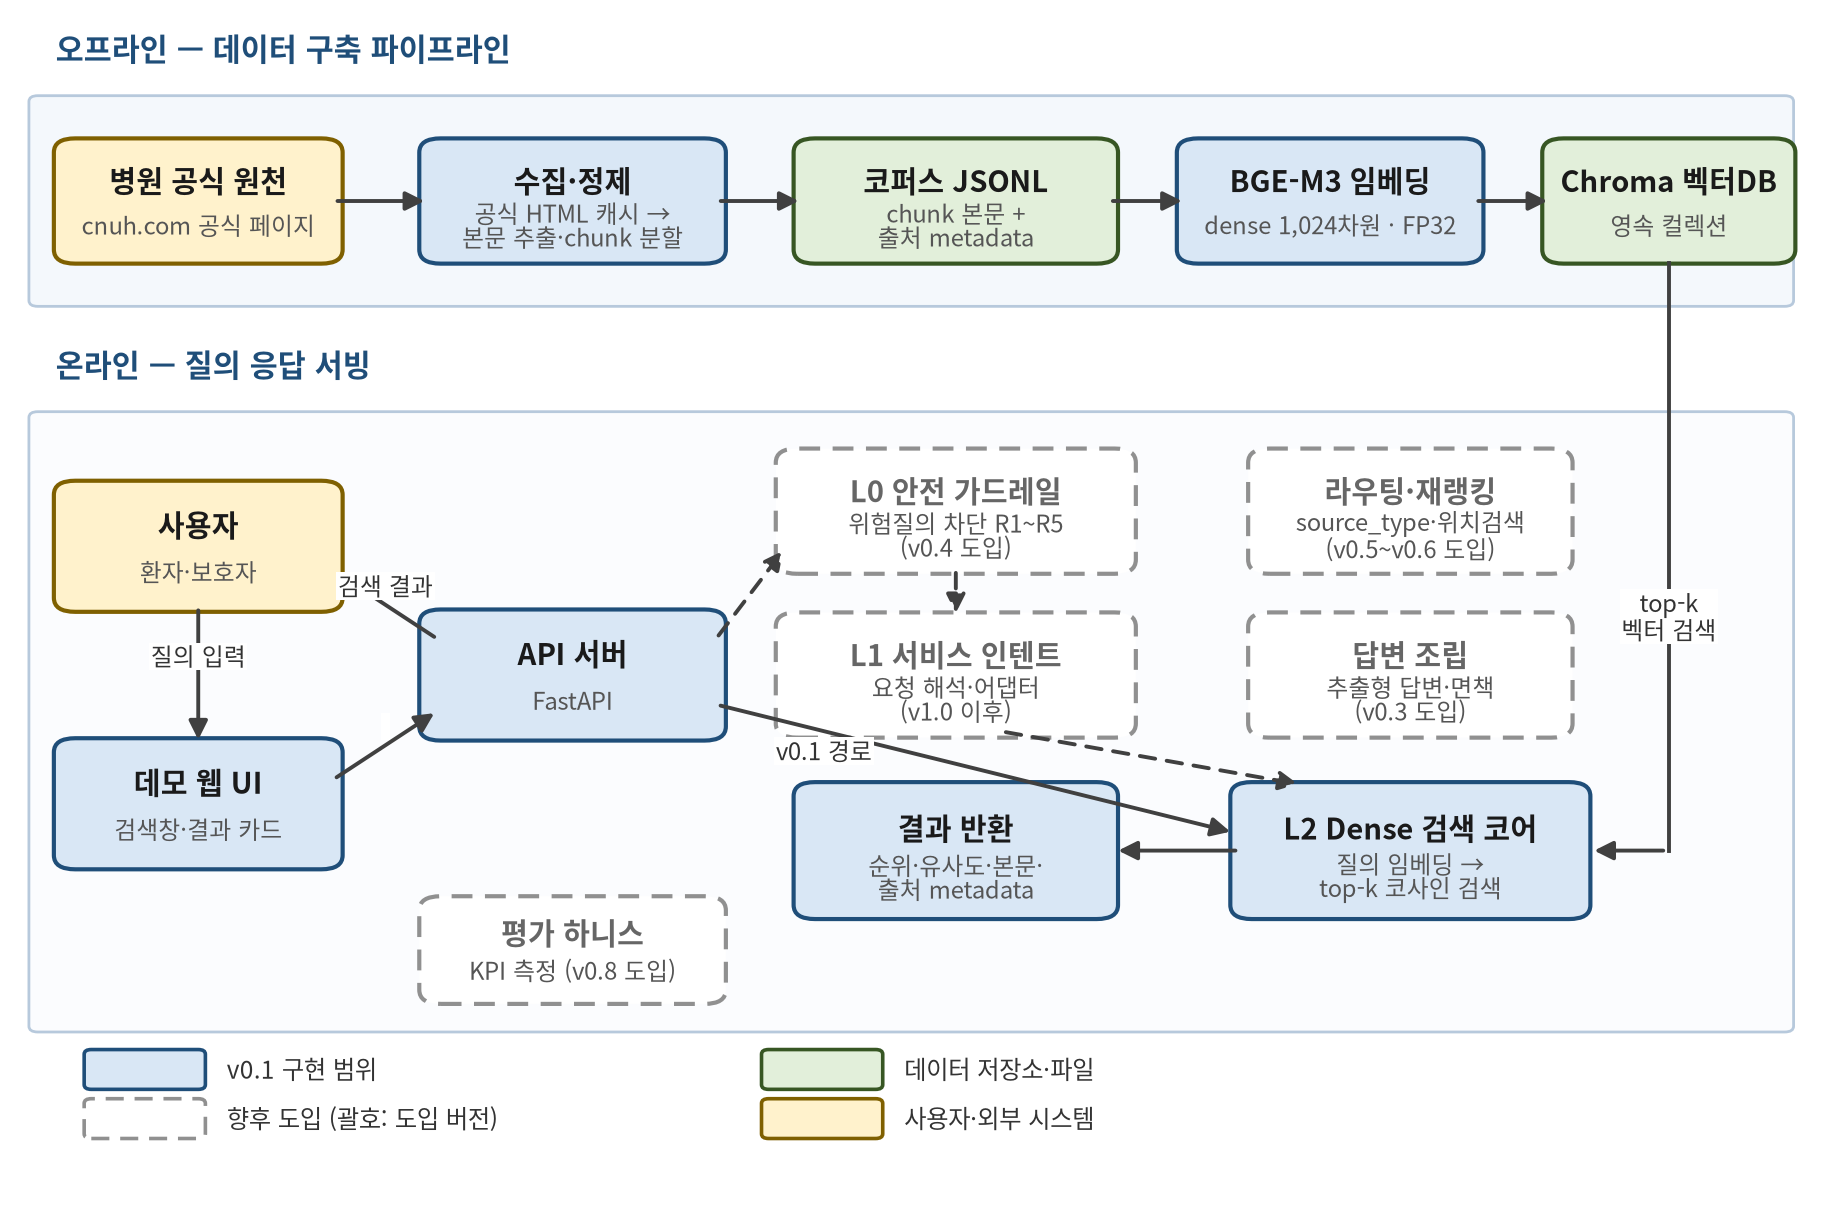 오프라인 — 데이터 구축 파이프라인
병원 공식 원천
cnuh.com 공식 페이지
수집·정제
공식 HTML 캐시 →
본문 추출·chunk 분할
코퍼스 JSONL
chunk 본문 +
출처 metadata
BGE-M3 임베딩
dense 1,024차원 · FP32
Chroma 벡터DB
영속 컬렉션
온라인 — 질의 응답 서빙
사용자
환자·보호자
검색 결과
질의 입력
데모 웹 UI
검색창·결과 카드
API 서버
FastAPI
L0 안전 가드레일
위험질의 차단 R1~R5
(v0.4 도입)
라우팅·재랭킹
source_type·위치검색
(v0.5~v0.6 도입)
L1 서비스 인텐트
요청 해석·어댑터
(v1.0 이후)
답변 조립
추출형 답변·면책
(v0.3 도입)
top-k
벡터 검색
v0.1 경로
결과 반환
순위·유사도·본문·
출처 metadata
L2 Dense 검색 코어
질의 임베딩 →
top-k 코사인 검색
평가 하니스
KPI 측정 (v0.8 도입)
v0.1 구현 범위
데이터 저장소·파일
향후 도입 (괄호: 도입 버전)
사용자·외부 시스템